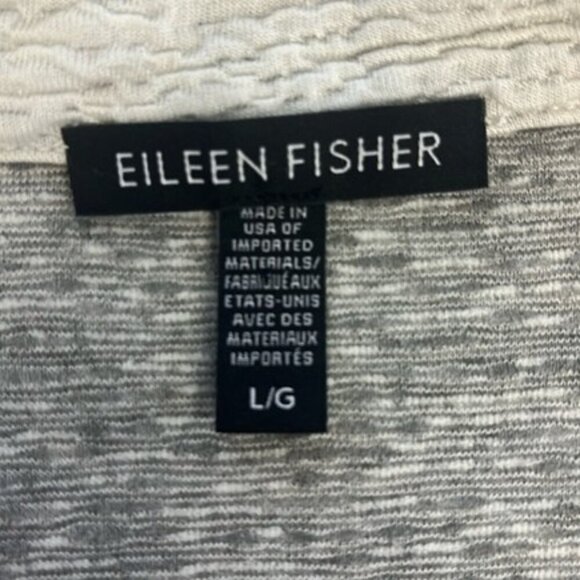 EILEEN FISHER
MADE IN
USA OF
IMPORTED
MATERIALS/
FABRIQUÉ AUX
ETATS-UNIS
AVEC DES
MATERIAUX
IMPORTÉS
L/G